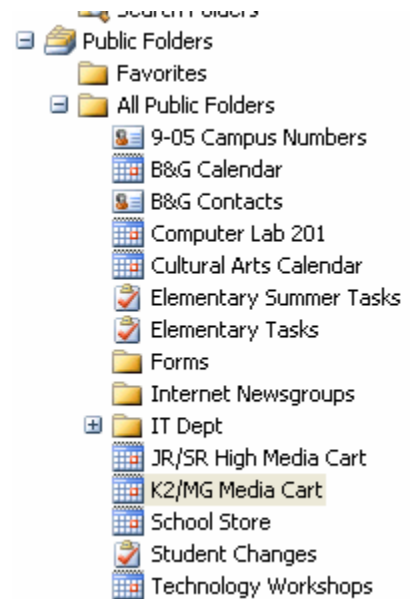 Search Folders
Public Folders
Favorites
All Public Folders
9-05 Campus Numbers
B&G Calendar
B&G Contacts
Computer Lab 201
Cultural Arts Calendar
Elementary Summer Tasks
Elementary Tasks
Forms
Internet Newsgroups
IT Dept
JR/SR High Media Cart
K2/MG Media Cart
School Store
Student Changes
Technology Workshops